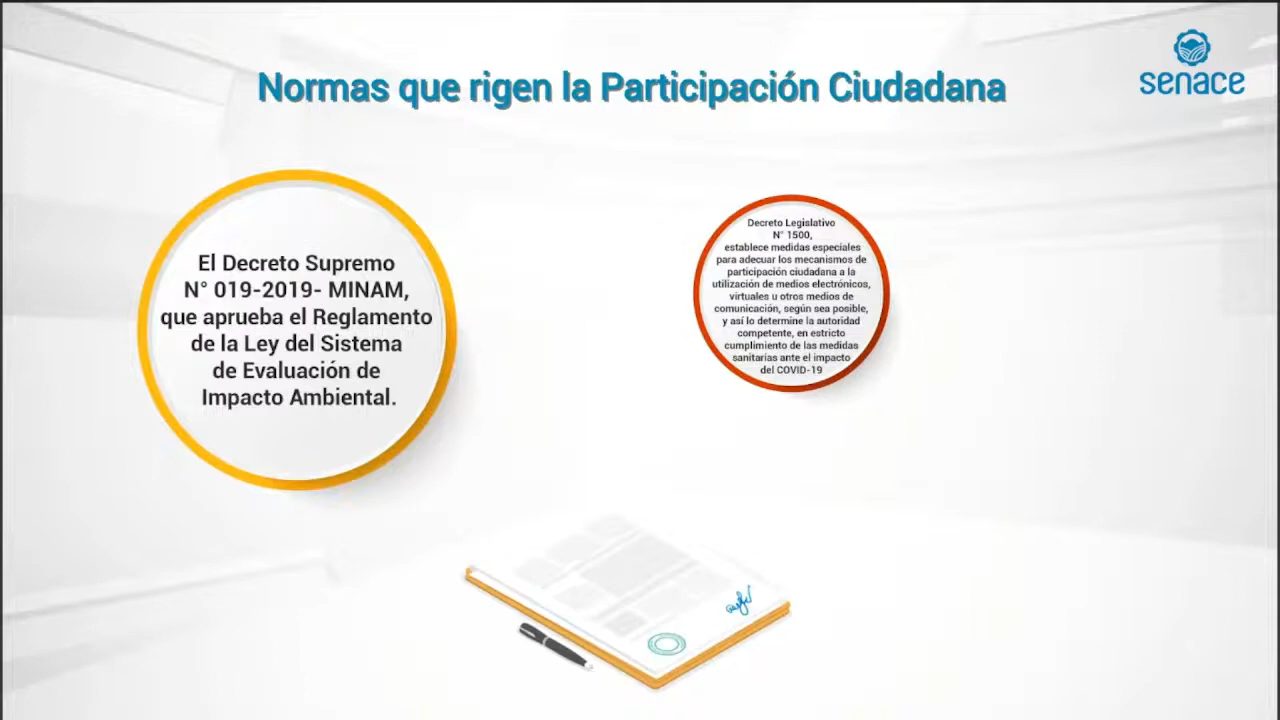 Normas que rigen la Participación Ciudadana
senace
El Decreto Supremo
N° 019-2019- MINAM,
que aprueba el Reglamento
de la Ley del Sistema
de Evaluación de
Impacto Ambiental.
Decreto Legislativo
N° 1500,
establece medidas especiales
para adecuar los mecanismos de
participación ciudadana a la
utilización de medios electrónicos,
virtuales u otros medios de
comunicación, según sea posible,
y así lo determine la autoridad
competente, en estricto
cumplimiento de las medidas
sanitarias ante el impacto
del COVID-19